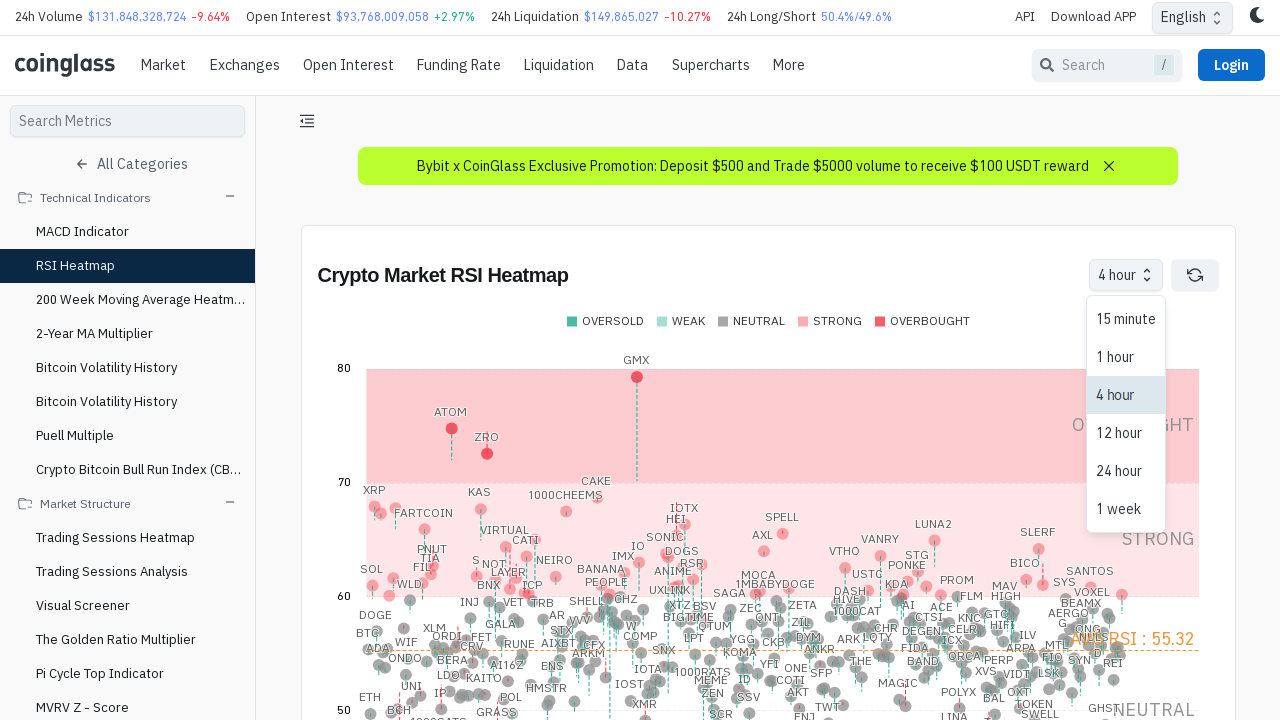 24h Volume $131,848,328,724 -9.64% Open Interest $93,768,009,058 +2.97% 24h Liquidation $149,865,027 -10.27% 24h Long/Short 50.4%/49.6% API Download APP English
coinglass Market Exchanges Open Interest Funding Rate Liquidation Data Supercharts More Search / Login
Search Metrics
All Categories
Technical Indicators
MACD Indicator
RSI Heatmap
200 Week Moving Average Heatm...
2-Year MA Multiplier
Bitcoin Volatility History
Bitcoin Volatility History
Puell Multiple
Crypto Bitcoin Bull Run Index (CB...
Market Structure
Trading Sessions Heatmap
Trading Sessions Analysis
Visual Screener
The Golden Ratio Multiplier
Pi Cycle Top Indicator
MVRV Z - Score
Bybit x CoinGlass Exclusive Promotion: Deposit $500 and Trade $5000 volume to receive $100 USDT reward
Crypto Market RSI Heatmap
4 hour
15 minute
1 hour
4 hour
12 hour
24 hour
1 week
OVERSOLD WEAK NEUTRAL STRONG OVERBOUGHT
GMX
80
ATOM
ZRO
70
CAKE
XRP KAS 1000CHEEMS
FARTCOIN IOTX
HEI SPELL
VIRTUAL LUNA2
CATI SONIC AXL VANRY SLERF
PNUT IO DOGS VTHO STG
SOL FIL S NOT NEIRO IMX RSR PONKE BICO
LAYER BANANA ANIME MOCA USTC SANTOS
WLD BNX ICP PEOPLE UXLINK 1MBABYDOGE KDA PROM SYS
60
SAGA DASH FLM MAV VOXEL
INJ VET TRB SHELL CHZ XTZ BSV ZEC ZETA HIVE AI ACE HIGH BEAMX
DOGE AR BIGTIME QNT 1000CAT CTSI KNC GTC AERGO
GALA W QTUM ZIL CHR
BTC XLM STX DEGEN CELR HIFI
ORDI FET COMP LPT YGG DYM ARK LQTY ICX ILV
ADA WIF CRV RUNE AIXBT CFX SNX CKB ANKR FIDA ARPA MTL : 55.32
ONDO BERA AI16Z ENS ARKM KOMA YFI THE BAND ORCA PERP FIO SYN REI
LDO KAITO IOTA 1000RATS ONE SFP XVS VIDT LSK
UNI HMSTR IOST MEME ID COTI MAGIC
ETH IP POL XMR ZEN SSV AKT POLYX BAL OXT
BCH GRASS SCR TWT TOKEN GHST
50
ENJ LINA SWELL
STRONG
NEUTRAL